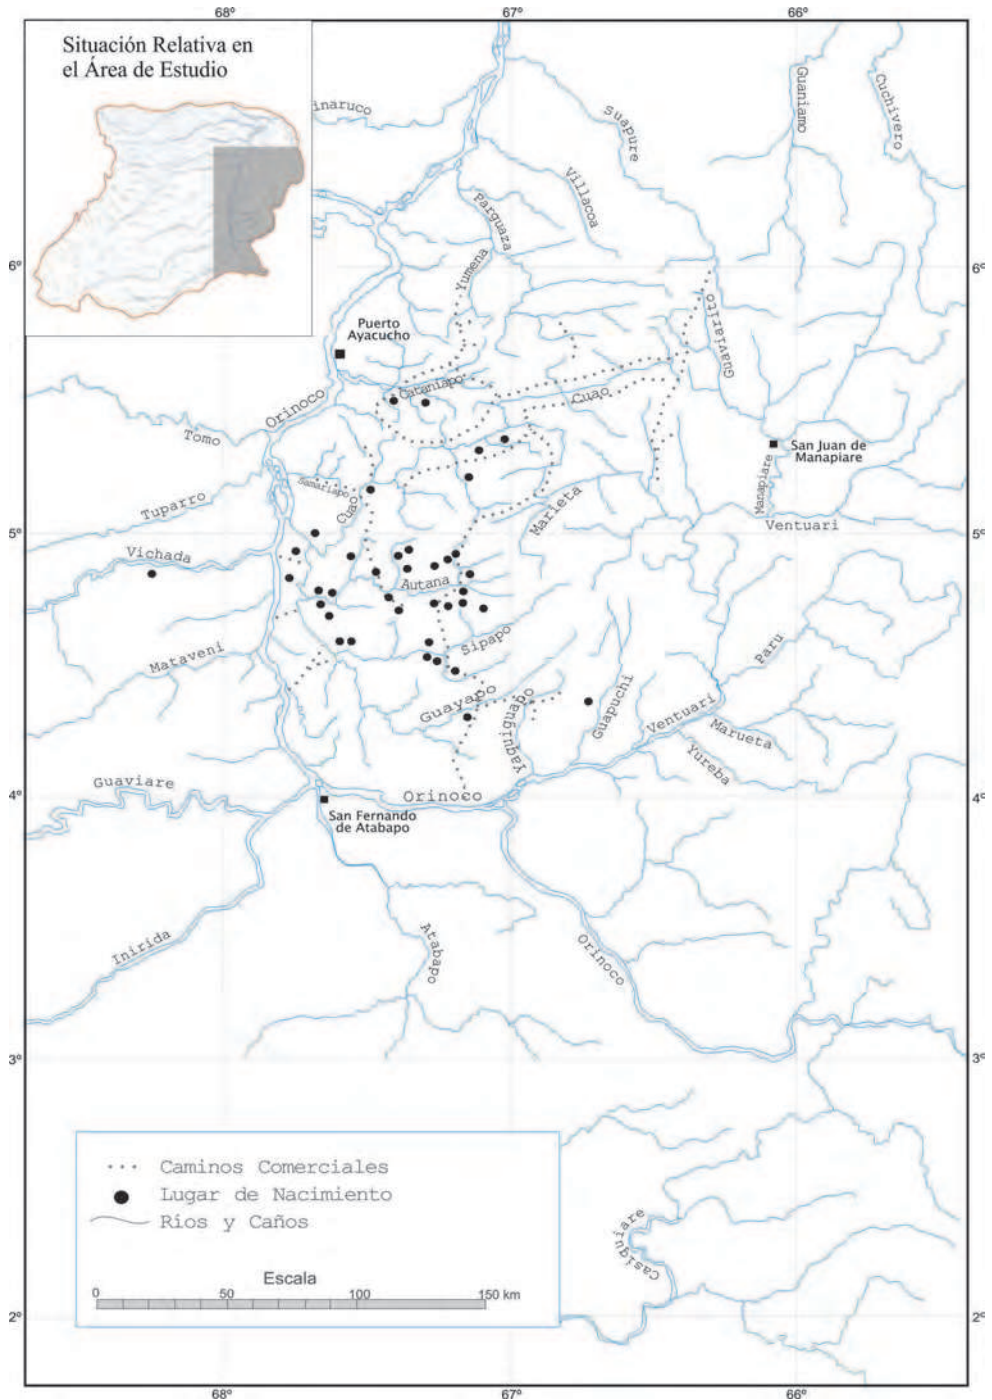 68°
67°
66°
Situación Relativa en
el Área de Estudio
inaruco
Suapure
Guaniamo
Cuchivero
Villacoa
Parguaza
6°
6°
Yumena
Guaviarito
Puerto
Ayacucho
Cataniapo
Cuao
Orinoco
Tomo
San Juan de
Manapiare
Samariapo
Cuao
Manapiare
Tuparro
Marieta
5°
5°
Ventuari
Vichada
Autana
Sipapo
Mataveni
Paru
Guayapo
Yaquiguapo
Guapuchi
Ventuari
Marueta
Yureba
Guaviare
4°
Orinoco
4°
San Fernando
de Atabapo
Inirida
Atabapo
Orinoco
3°
3°
Caminos Comerciales
Lugar de Nacimiento
Ríos y Caños
Escala
0 50 100 150 km
Casiquiare
2°
2°
68°
67°
66°